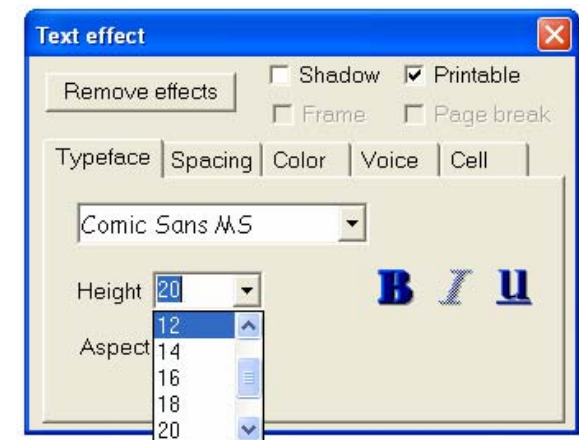 Text effect
Remove effects
Shadow
Printable
Frame
Page break
Typeface
Spacing
Color
Voice
Cell
Comic Sans MS
Height
20
B
I
U
12
Aspect
14
16
18
20